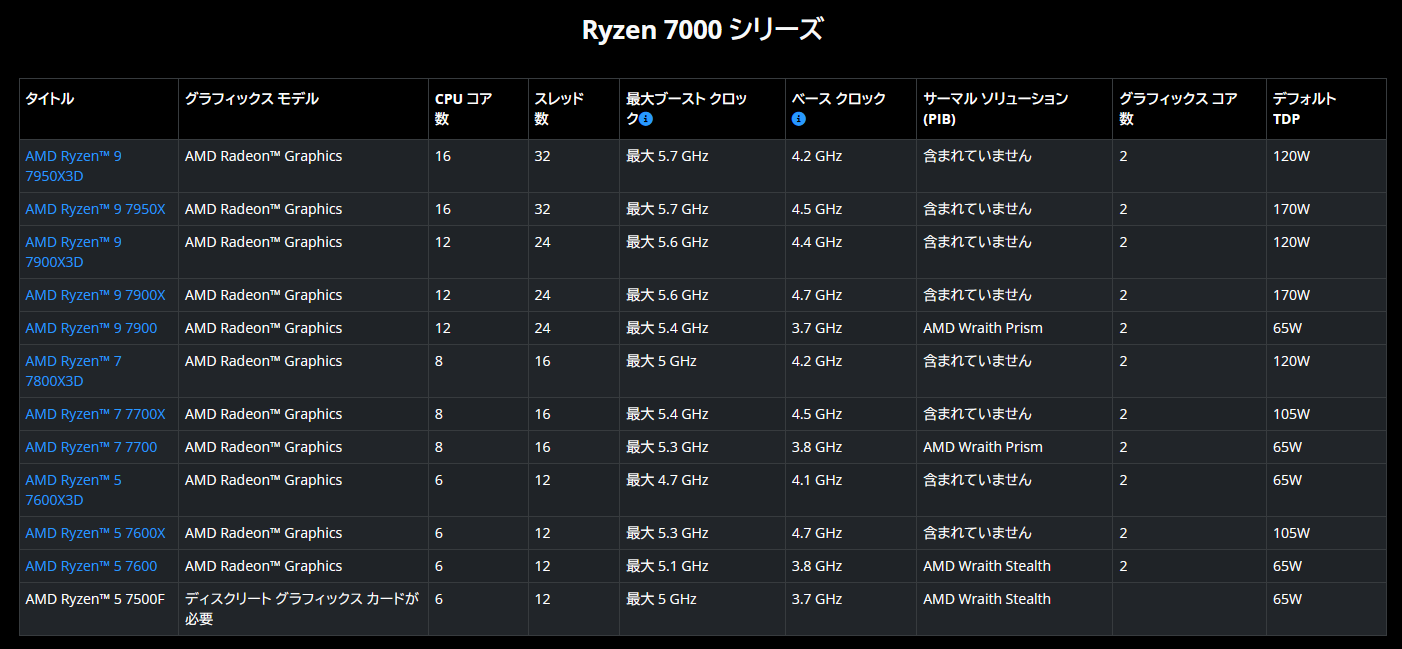 Ryzen 7000 シリーズ
タイトル グラフィックス モデル CPU コア数 スレッド数 最大ブースト クロック ベース クロック サーマル ソリューション (PIB) グラフィックス コア数 デフォルト TDP
AMD Ryzen™ 9 7950X3D AMD Radeon™ Graphics 16 32 最大 5.7 GHz 4.2 GHz 含まれていません 2 120W
AMD Ryzen™ 9 7950X AMD Radeon™ Graphics 16 32 最大 5.7 GHz 4.5 GHz 含まれていません 2 170W
AMD Ryzen™ 9 7900X3D AMD Radeon™ Graphics 12 24 最大 5.6 GHz 4.4 GHz 含まれていません 2 120W
AMD Ryzen™ 9 7900X AMD Radeon™ Graphics 12 24 最大 5.6 GHz 4.7 GHz 含まれていません 2 170W
AMD Ryzen™ 9 7900 AMD Radeon™ Graphics 12 24 最大 5.4 GHz 3.7 GHz AMD Wraith Prism 2 65W
AMD Ryzen™ 7 7800X3D AMD Radeon™ Graphics 8 16 最大 5 GHz 4.2 GHz 含まれていません 2 120W
AMD Ryzen™ 7 7700X AMD Radeon™ Graphics 8 16 最大 5.4 GHz 4.5 GHz 含まれていません 2 105W
AMD Ryzen™ 7 7700 AMD Radeon™ Graphics 8 16 最大 5.3 GHz 3.8 GHz AMD Wraith Prism 2 65W
AMD Ryzen™ 5 7600X3D AMD Radeon™ Graphics 6 12 最大 4.7 GHz 4.1 GHz 含まれていません 2 65W
AMD Ryzen™ 5 7600X AMD Radeon™ Graphics 6 12 最大 5.3 GHz 4.7 GHz 含まれていません 2 105W
AMD Ryzen™ 5 7600 AMD Radeon™ Graphics 6 12 最大 5.1 GHz 3.8 GHz AMD Wraith Stealth 2 65W
AMD Ryzen™ 5 7500F ディスクリート グラフィックス カードが必要 6 12 最大 5 GHz 3.7 GHz AMD Wraith Stealth 65W